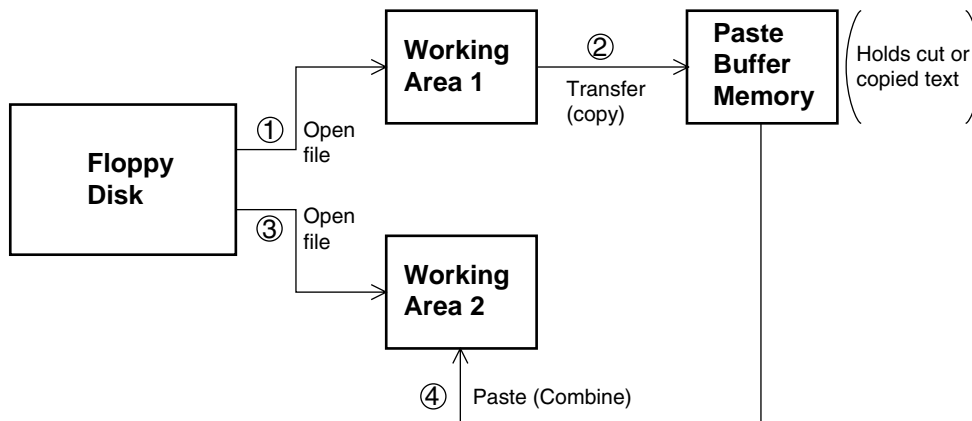 Floppy
Disk
①
Open
file
Working
Area 1
②
Transfer
(copy)
Paste
Buffer
Memory
Holds cut or
copied text
③
Open
file
Working
Area 2
④
Paste (Combine)